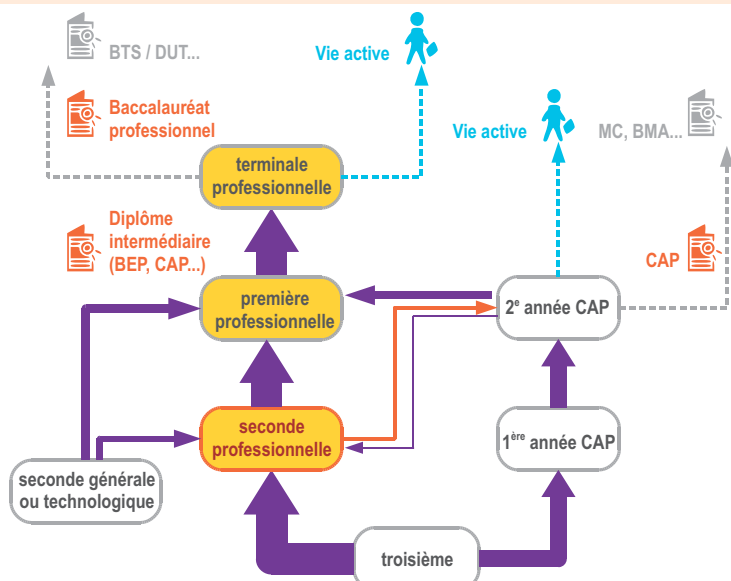 BTS / DUT...
Vie active
Baccalauréat
professionnel
Vie active
MC, BMA...
terminale
professionnelle
Diplôme
intermédiaire
(BEP, CAP...)
CAP
première
professionnelle
2e année CAP
seconde
professionnelle
1ère année CAP
seconde générale
ou technologique
troisième